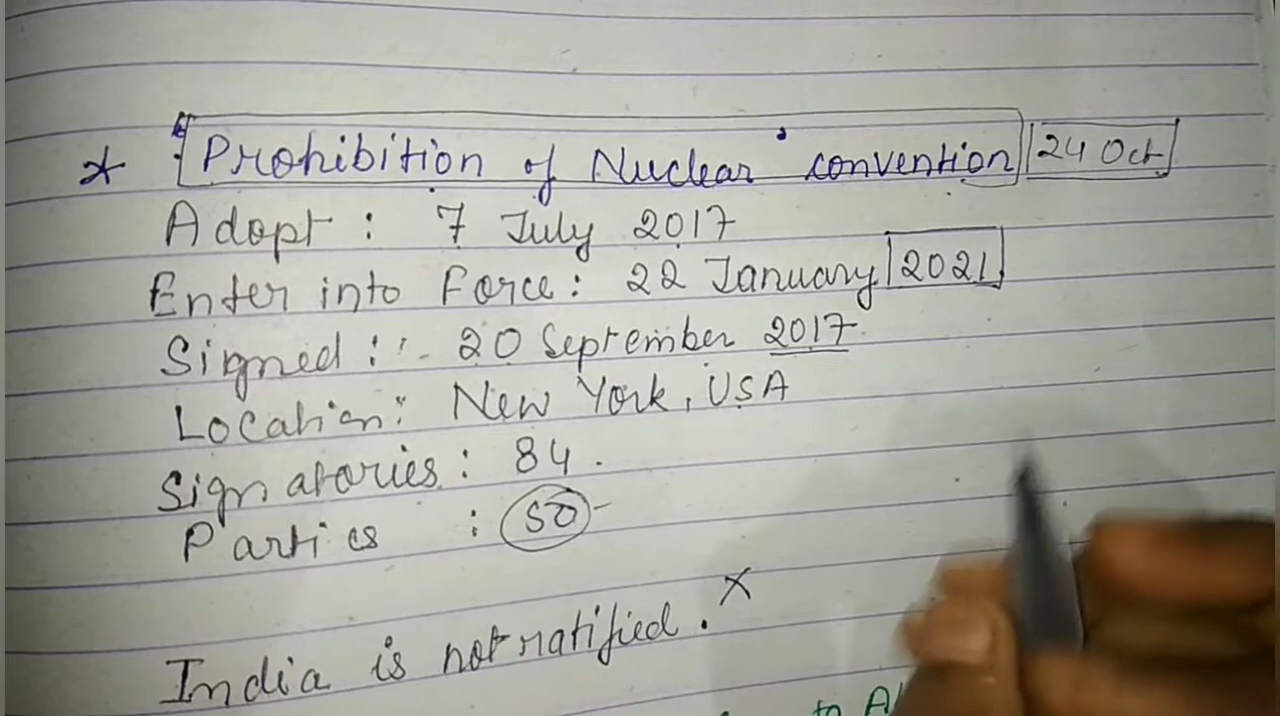 * Prohibition of Nuclear convention 24 Oct
Adopt : 7 July 2017
Enter into Force : 22 January 2021
Signed : - 20 September 2017.
Location : New York, USA
Signatories : 84.
Parties : 50 -
India is not ratified. x
to